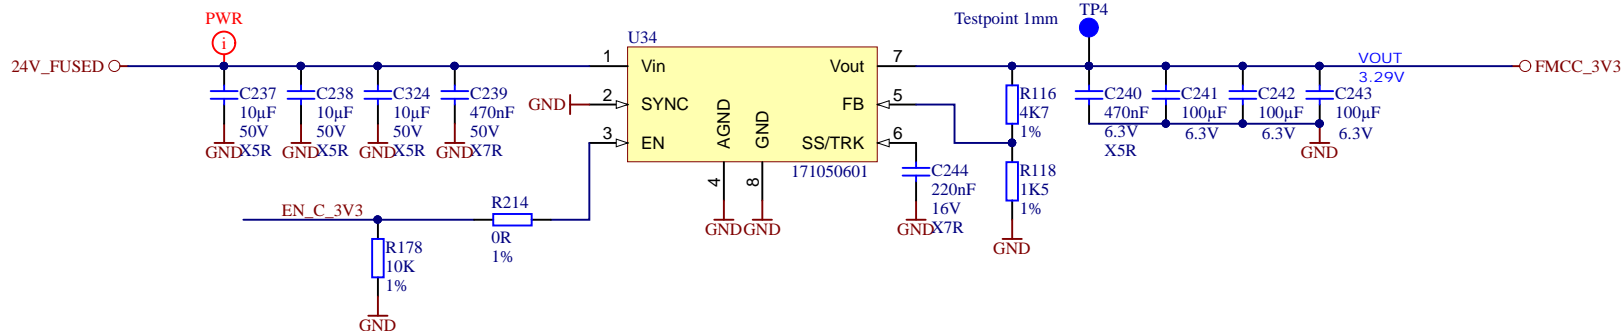 PWR
i
24V_FUSED
C237
10µF
50V
X5R
GND
C238
10µF
50V
X5R
GND
C324
10µF
50V
X5R
GND
C239
470nF
50V
X7R
GND
U34
1
Vin
GND
2
SYNC
3
EN
AGND
GND
Vout
7
FB
5
SS/TRK
6
171050601
4
8
GND
GND
EN_C_3V3
R214
0R
1%
R178
10K
1%
GND
C244
220nF
16V
X7R
GND
R116
4K7
1%
R118
1K5
1%
GND
Testpoint 1mm
TP4
C240
470nF
6.3V
X5R
C241
100µF
6.3V
C242
100µF
6.3V
C243
100µF
6.3V
GND
VOUT
3.29V
FMCC_3V3